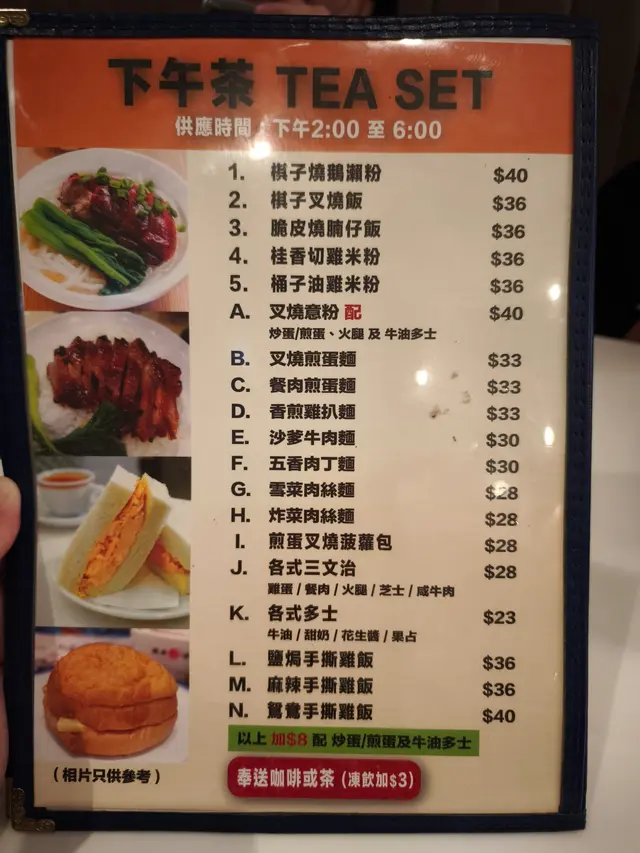 下午茶 TEA SET
供應時間：下午2:00 至 6:00
1. 棋子燒鵝瀨粉 $40
2. 棋子叉燒飯 $36
3. 脆皮燒腩仔飯 $36
4. 桂香切雞米粉 $36
5. 桶子油雞米粉 $36
A. 叉燒意粉 配 $40
炒蛋/煎蛋、火腿 及 牛油多士
B. 叉燒煎蛋麵 $33
C. 餐肉煎蛋麵 $33
D. 香煎雞扒麵 $33
E. 沙爹牛肉麵 $30
F. 五香肉丁麵 $30
G. 雪菜肉絲麵 $28
H. 炸菜肉絲麵 $28
I. 煎蛋叉燒菠蘿包 $28
J. 各式三文治 $28
雞蛋 / 餐肉 / 火腿 / 芝士 / 咸牛肉
K. 各式多士 $23
牛油 / 甜奶 / 花生醬 / 果占
L. 鹽焗手撕雞飯 $36
M. 麻辣手撕雞飯 $36
N. 鴛鴦手撕雞飯 $40
以上 加$8 配 炒蛋/煎蛋及牛油多士
奉送咖啡或茶 (凍飲加$3)
(相片只供參考)